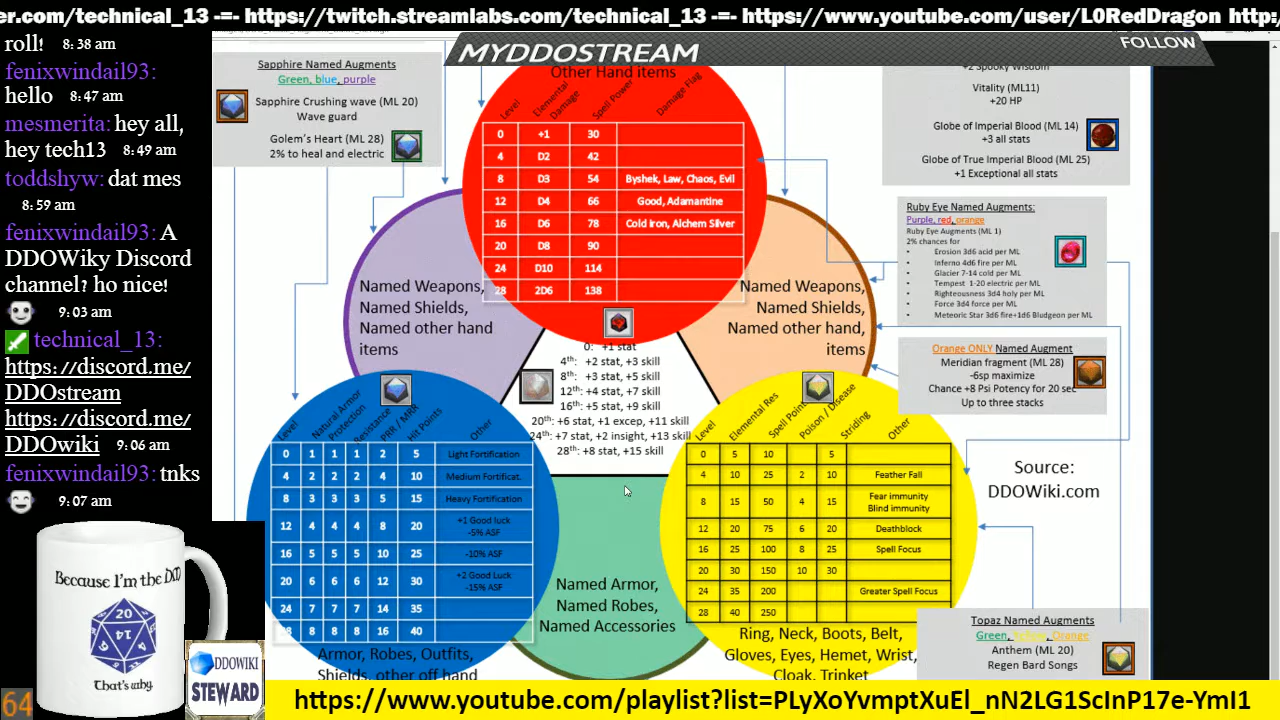 er.com/technical_13 -=- https://twitch.streamlabs.com/technical_13 -=- https://www.youtube.com/user/L0RedDragon http:
MYDDOSTREAM
FOLLOW
roll! 8:38 am
fenixwindail93:
hello 8:47 am
mesmerita: hey all,
hey tech13 8:49 am
toddshyw: dat mes
8:59 am
fenixwindail93: A
DDOWiky Discord
channel? ho nice!
9:03 am
technical_13:
https://discord.me/
DDOstream
https://discord.me/
DDOwiki 9:06 am
fenixwindail93: tnks
9:07 am
Because I'm the DM
20
14
That's why.
DDOWIKI
STEWARD
64
Sapphire Named Augments
Green, blue, purple
Sapphire Crushing wave (ML 20)
Wave guard
Golem's Heart (ML 28)
2% to heal and electric
Other Hand items
Level Elemental Damage Spell Power Damage Flag
0 +1 30
4 D2 42
8 D3 54 Byshek, Law, Chaos, Evil
12 D4 66 Good, Adamantine
16 D6 78 Cold Iron, Alchem Silver
20 D8 90
24 D10 114
28 2D6 138
Named Weapons,
Named Shields,
Named other hand
items
Named Weapons,
Named Shields,
Named other hand,
items
0: +1 stat
4th: +2 stat, +3 skill
8th: +3 stat, +5 skill
12th: +4 stat, +7 skill
16th: +5 stat, +9 skill
20th: +6 stat, +1 excep, +11 skill
24th: +7 stat, +2 insight, +13 skill
28th: +8 stat, +15 skill
Level Natural Armor Protection Resistance PRR / MRR Hit Points Other
0 1 1 1 2 5 Light Fortification
4 2 2 2 4 10 Medium Fortificat.
8 3 3 3 5 15 Heavy Fortification
12 4 4 4 8 20 +1 Good luck
-5% ASF
16 5 5 5 10 25 -10% ASF
20 6 6 6 12 30 +2 Good Luck
-15% ASF
24 7 7 7 14 35
28 8 8 8 16 40
Armor, Robes, Outfits,
Shields, other off hand
Named Armor,
Named Robes,
Named Accessories
Level Elemental Res Spell Points Poison / Disease Striding Other
0 5 10 5
4 10 25 2 10 Feather Fall
8 15 50 4 15 Fear immunity
Blind immunity
12 20 75 6 20 Deathblock
16 25 100 8 25 Spell Focus
20 30 150 10 30
24 35 200 Greater Spell Focus
28 40 250
Ring, Neck, Boots, Belt,
Gloves, Eyes, Hemet, Wrist,
Cloak, Trinket
+2 Spooky Wisdom
Vitality (ML11)
+20 HP
Globe of Imperial Blood (ML 14)
+3 all stats
Globe of True Imperial Blood (ML 25)
+1 Exceptional all stats
Ruby Eye Named Augments:
Purple, red, orange
Ruby Eye Augments (ML 1)
2% chances for
• Erosion 3d6 acid per ML
• Inferno 4d6 fire per ML
• Glacier 7-14 cold per ML
• Tempest 1-20 electric per ML
• Righteousness 3d4 holy per ML
• Force 3d4 force per ML
• Meteoric Star 3d6 fire+1d6 Bludgeon per ML
Orange ONLY Named Augment
Meridian fragment (ML 28)
-6sp maximize
Chance +8 Psi Potency for 20 sec
Up to three stacks
Source:
DDOWiki.com
Topaz Named Augments
Green, Yellow, Orange
Anthem (ML 20)
Regen Bard Songs
https://www.youtube.com/playlist?list=PLyXoYvmptXuEl_nN2LG1ScInP17e-YmI1